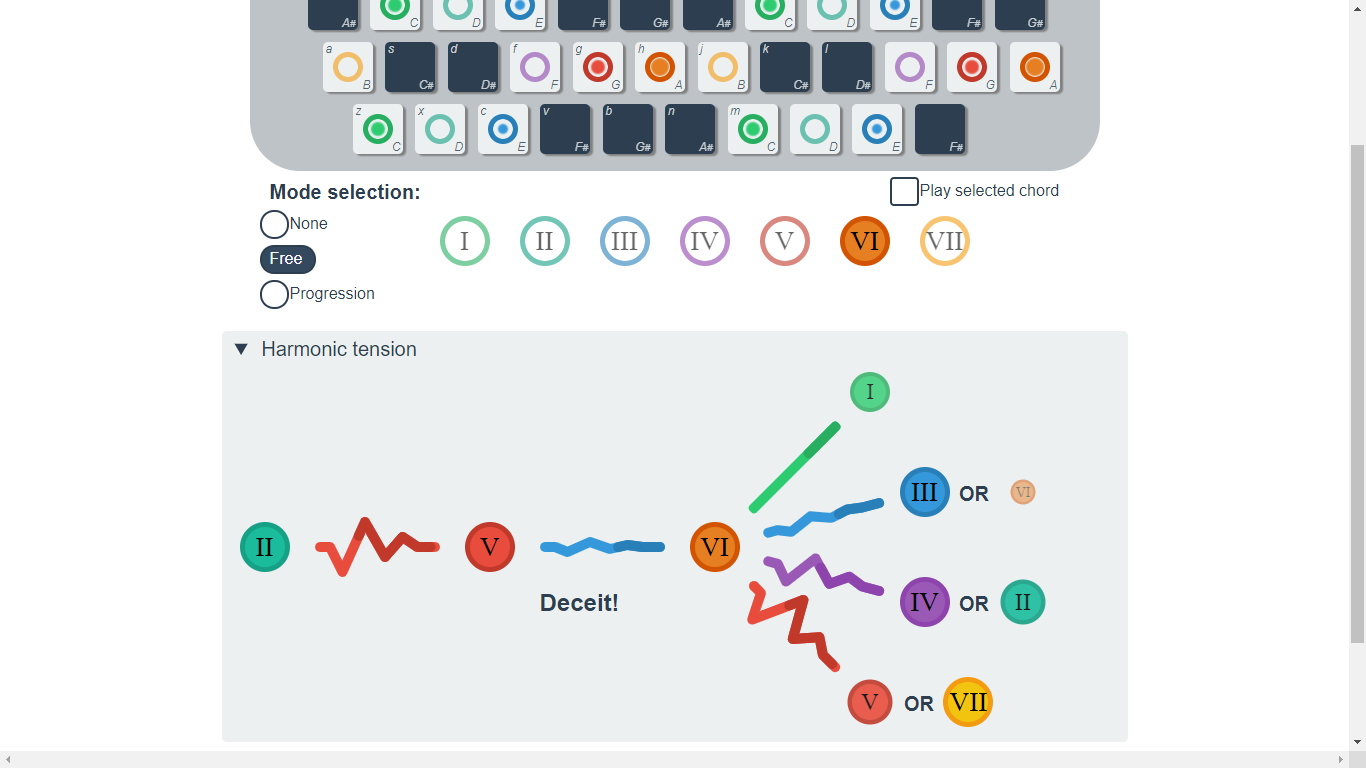 A# C D E F# G# A# C D E F# G#
a B s C# d D# f F g G h A j B k C# l D# F G A
z C x D c E v F# b G# n A# m C D E F#
Mode selection:
Play selected chord
None
I II III IV V VI VII
Free
Progression
▼ Harmonic tension
I
III OR VI
II V VI
Deceit!
IV OR II
V OR VII